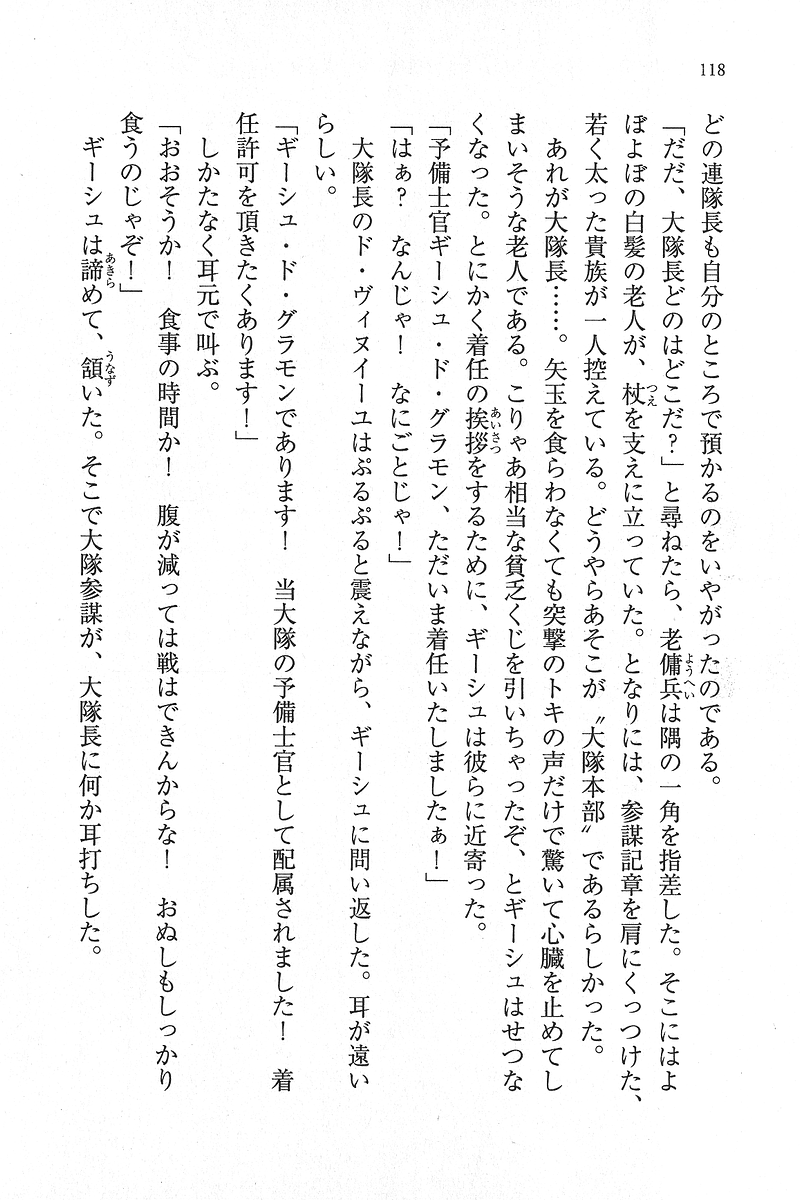 118
どの連隊長も自分のところで預かるのをいやがったのである。
「だだ、大隊長どのはどこだ？」と尋ねたら、老傭兵は隅の一角を指差した。そこにはよ
ぼよぼの白髪の老人が、杖を支えに立っていた。となりには、参謀記章を肩にくっつけた、
若く太った貴族が一人控えている。どうやらあそこが〝大隊本部〟であるらしかった。
あれが大隊長……。矢玉を食らわなくても突撃のトキの声だけで驚いて心臓を止めてし
まいそうな老人である。こりゃあ相当な貧乏くじを引いちゃったぞ、とギーシュはせつな
くなった。とにかく着任の挨拶をするために、ギーシュは彼らに近寄った。
「予備士官ギーシュ・ド・グラモン、ただいま着任いたしましたぁ！」
「はぁ？　なんじゃ！　なにごとじゃ！」
大隊長のド・ヴィヌイーユはぷるぷると震えながら、ギーシュに問い返した。耳が遠い
らしい。
「ギーシュ・ド・グラモンであります！　当大隊の予備士官として配属されました！　着
任許可を頂きたくあります！」
しかたなく耳元で叫ぶ。
「おおそうか！　食事の時間か！　腹が減っては戦はできんからな！　おぬしもしっかり
食うのじゃぞ！」
ギーシュは諦めて、頷いた。そこで大隊参謀が、大隊長に何か耳打ちした。